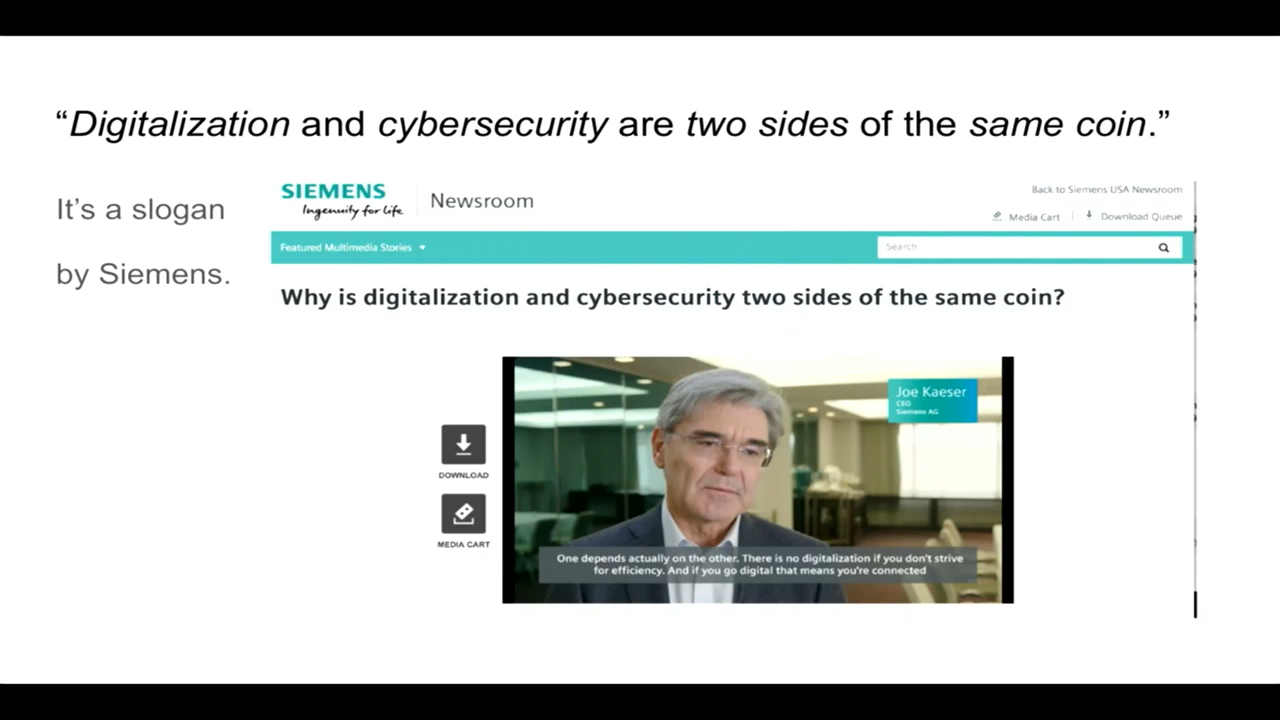 “Digitalization and cybersecurity are two sides of the same coin.”
It’s a slogan
by Siemens.
SIEMENS
Ingenuity for life
Newsroom
Back to Siemens USA Newsroom
Media Cart
Download Queue
Featured Multimedia Stories
Search
Why is digitalization and cybersecurity two sides of the same coin?
Joe Kaeser
CEO
Siemens AG
DOWNLOAD
MEDIA CART
One depends actually on the other. There is no digitalization if you don't strive
for efficiency. And if you go digital that means you're connected